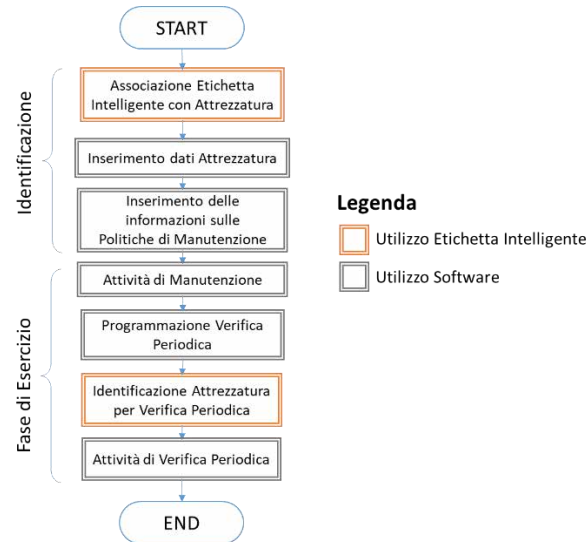 START
Identificazione
Associazione Etichetta
Intelligente con Attrezzatura
Inserimento dati Attrezzatura
Inserimento delle
informazioni sulle
Politiche di Manutenzione
Legenda
Utilizzo Etichetta Intelligente
Utilizzo Software
Fase di Esercizio
Attività di Manutenzione
Programmazione Verifica
Periodica
Identificazione Attrezzatura
per Verifica Periodica
Attività di Verifica Periodica
END